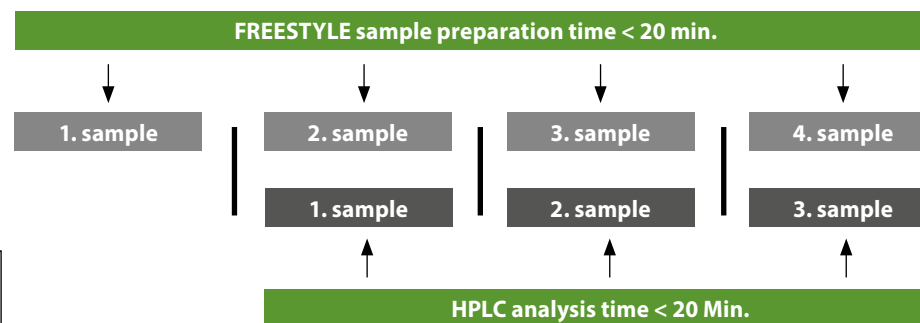 FREESTYLE sample preparation time < 20 min.
1. sample
2. sample
3. sample
4. sample
1. sample
2. sample
3. sample
HPLC analysis time < 20 Min.